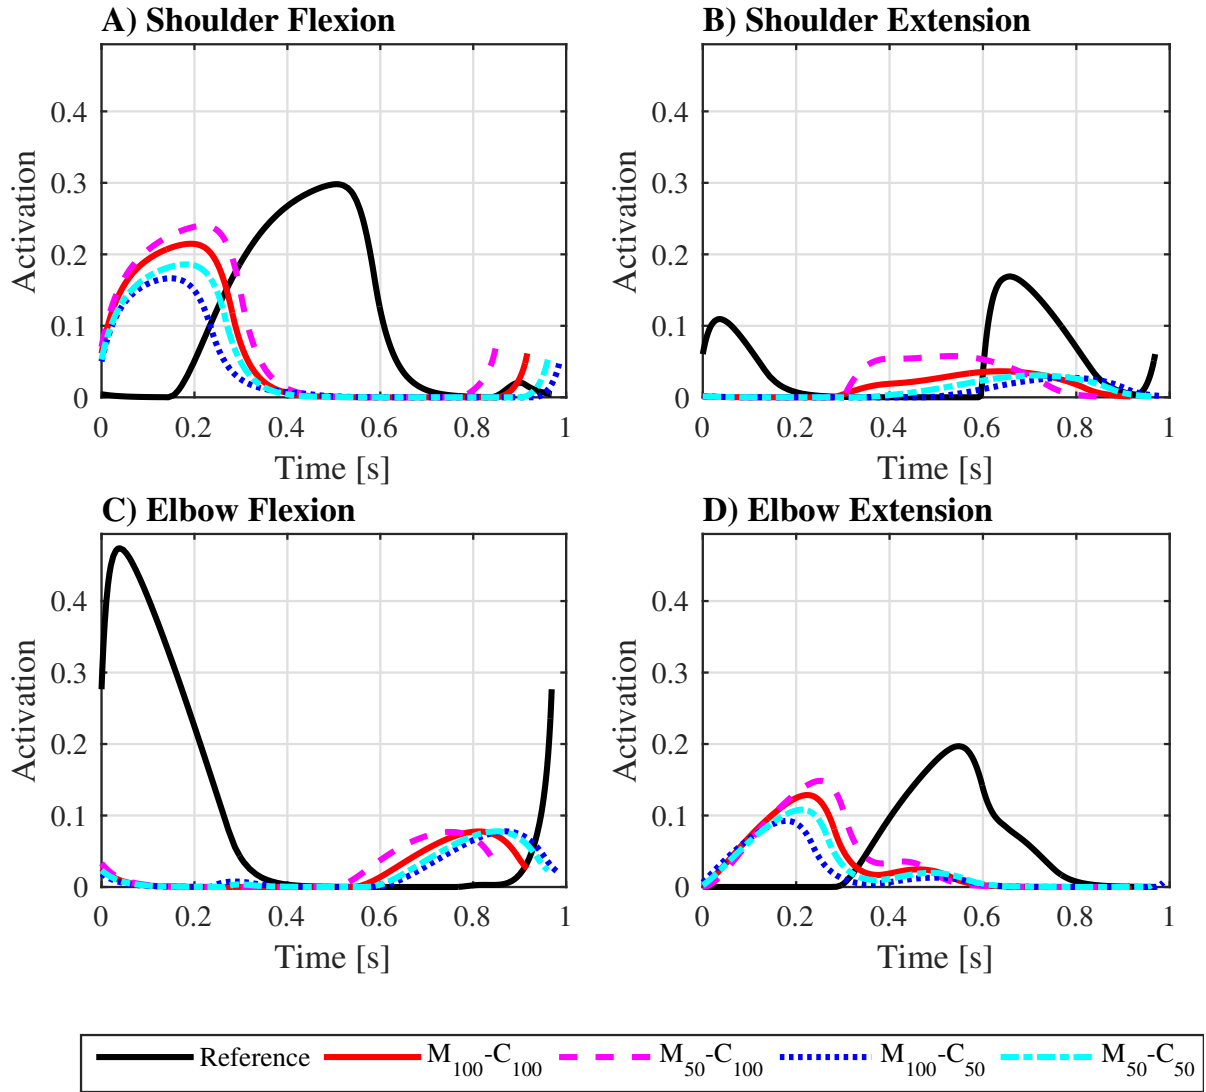 A) Shoulder Flexion
B) Shoulder Extension
0.4
0.3
0.2
0.1
0
Activation
0 0.2 0.4 0.6 0.8 1
Time [s]
0.4
0.3
0.2
0.1
0
Activation
0 0.2 0.4 0.6 0.8 1
Time [s]
C) Elbow Flexion
D) Elbow Extension
0.4
0.3
0.2
0.1
0
Activation
0 0.2 0.4 0.6 0.8 1
Time [s]
0.4
0.3
0.2
0.1
0
Activation
0 0.2 0.4 0.6 0.8 1
Time [s]
Reference M100-C100 M50-C100 M100-C50 M50-C50